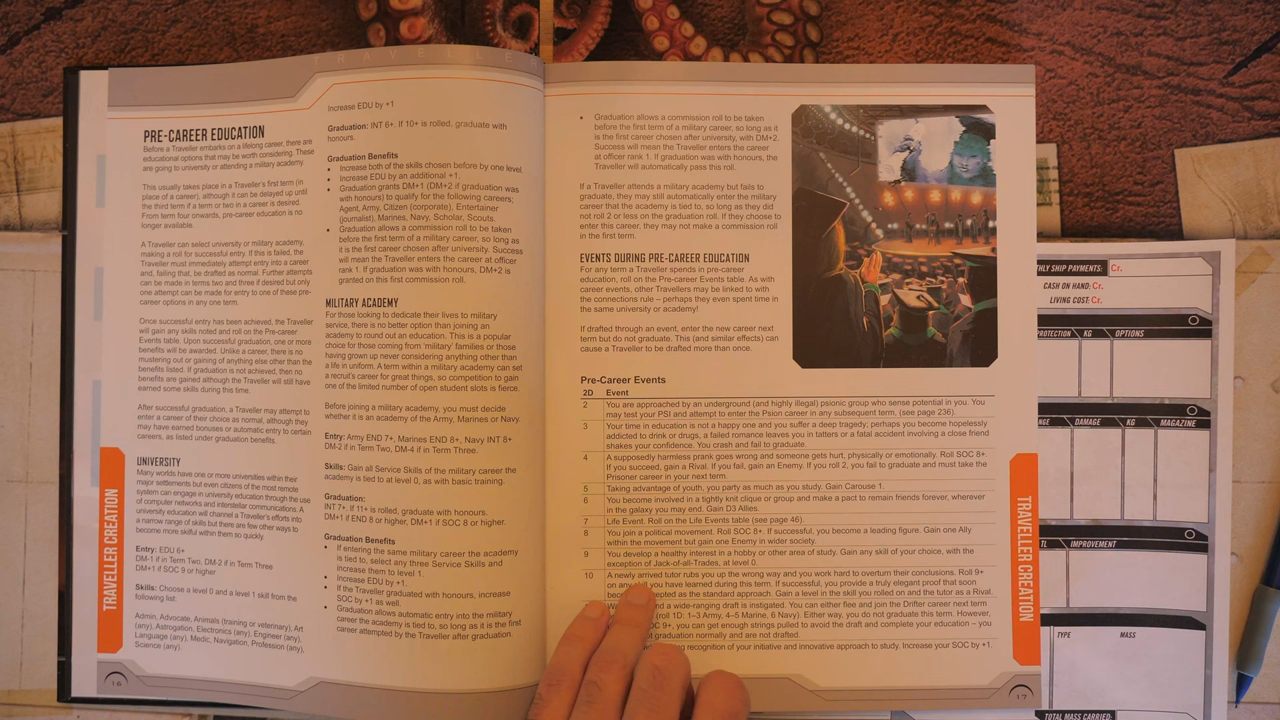 TRAVELLER
PRE-CAREER EDUCATION
Before a Traveller embarks on a lifelong career, there are
educational options that may be worth considering. These
are going to university or attending a military academy.
This usually takes place in a Traveller's first term (in
place of a career), although it can be delayed up until
the third term if a term or two in a career is desired.
From term four onwards, pre-career education is no
longer available.
A Traveller can select university or military academy,
making a roll for successful entry. If this is failed, the
Traveller must immediately attempt entry into a career
and, failing that, be drafted as normal. Further attempts
can be made in terms two and three if desired but only
one attempt can be made for entry to one of these pre-
career options in any one term.
Once successful entry has been achieved, the Traveller
will gain any skills noted and roll on the Pre-career
Events table. Upon successful graduation, one or more
benefits will be awarded. Unlike a career, there is no
mustering out or gaining of anything else other than the
benefits listed. If graduation is not achieved, then no
benefits are gained although the Traveller will still have
earned some skills during this time.
After successful graduation, a Traveller may attempt to
enter a career of their choice as normal, although they
may have earned bonuses or automatic entry to certain
careers, as listed under graduation benefits.
UNIVERSITY
Many worlds have one or more universities within their
major settlements but even citizens of the most remote
system can engage in university education through the use
of computer networks and interstellar communications. A
university education will channel a Traveller's efforts into
a narrow range of skills but there are few other ways to
become more skilful within them so quickly.
Entry: EDU 6+
DM-1 if in Term Two, DM-2 if in Term Three
DM+1 if SOC 9 or higher
Skills: Choose a level 0 and a level 1 skill from the
following list:
Admin, Advocate, Animals (training or veterinary), Art
(any), Astrogation, Electronics (any), Engineer (any),
Language (any), Medic, Navigation, Profession (any),
Science (any).
TRAVELLER CREATION
16
Increase EDU by +1
Graduation: INT 6+. If 10+ is rolled, graduate with
honours.
Graduation Benefits
• Increase both of the skills chosen before by one level.
• Increase EDU by an additional +1.
• Graduation grants DM+1 (DM+2 if graduation was
with honours) to qualify for the following careers;
Agent, Army, Citizen (corporate), Entertainer
(journalist), Marines, Navy, Scholar, Scouts.
• Graduation allows a commission roll to be taken
before the first term of a military career, so long as
it is the first career chosen after university. Success
will mean the Traveller enters the career at officer
rank 1. If graduation was with honours, DM+2 is
granted on this first commission roll.
MILITARY ACADEMY
For those looking to dedicate their lives to military
service, there is no better option than joining an
academy to round out an education. This is a popular
choice for those coming from 'military' families or those
having grown up never considering anything other than
a life in uniform. A term within a military academy can set
a recruit's career for great things, so competition to gain
one of the limited number of open student slots is fierce.
Before joining a military academy, you must decide
whether it is an academy of the Army, Marines or Navy.
Entry: Army END 7+, Marines END 8+, Navy INT 8+
DM-2 if in Term Two, DM-4 if in Term Three.
Skills: Gain all Service Skills of the military career the
academy is tied to at level 0, as with basic training.
Graduation:
INT 7+. If 11+ is rolled, graduate with honours.
DM+1 if END 8 or higher, DM+1 if SOC 8 or higher.
Graduation Benefits
• If entering the same military career the academy
is tied to, select any three Service Skills and
increase them to level 1.
• Increase EDU by +1.
• If the Traveller graduated with honours, increase
SOC by +1 as well.
• Graduation allows automatic entry into the military
career the academy is tied to, so long as it is the first
career attempted by the Traveller after graduation.
• Graduation allows a commission roll to be taken
before the first term of a military career, so long as it
is the first career chosen after university, with DM+2.
Success will mean the Traveller enters the career
at officer rank 1. If graduation was with honours, the
Traveller will automatically pass this roll.
If a Traveller attends a military academy but fails to
graduate, they may still automatically enter the military
career that the academy is tied to, so long as they did
not roll 2 or less on the graduation roll. If they choose to
enter this career, they may not make a commission roll
in the first term.
EVENTS DURING PRE-CAREER EDUCATION
For any term a Traveller spends in pre-career
education, roll on the Pre-career Events table. As with
career events, other Travellers may be linked to with
the connections rule – perhaps they even spent time in
the same university or academy!
If drafted through an event, enter the new career next
term but do not graduate. This (and similar effects) can
cause a Traveller to be drafted more than once.
Pre-Career Events
2D Event
2 You are approached by an underground (and highly illegal) psionic group who sense potential in you. You
may test your PSI and attempt to enter the Psion career in any subsequent term, (see page 236).
3 Your time in education is not a happy one and you suffer a deep tragedy; perhaps you become hopelessly
addicted to drink or drugs, a failed romance leaves you in tatters or a fatal accident involving a close friend
shakes your confidence. You crash and fail to graduate.
4 A supposedly harmless prank goes wrong and someone gets hurt, physically or emotionally. Roll SOC 8+.
If you succeed, gain a Rival. If you fail, gain an Enemy. If you roll 2, you fail to graduate and must take the
Prisoner career in your next term.
5 Taking advantage of youth, you party as much as you study. Gain Carouse 1.
6 You become involved in a tightly knit clique or group and make a pact to remain friends forever, wherever
in the galaxy you may end. Gain D3 Allies.
7 Life Event. Roll on the Life Events table (see page 46).
8 You join a political movement. Roll SOC 8+. If successful, you become a leading figure. Gain one Ally
within the movement but gain one Enemy in wider society.
9 You develop a healthy interest in a hobby or other area of study. Gain any skill of your choice, with the
exception of Jack-of-all-Trades, at level 0.
10 A newly arrived tutor rubs you up the wrong way and you work hard to overturn their conclusions. Roll 9+
on any skill you have learned during this term. If successful, you provide a truly elegant proof that soon
accepted as the standard approach. Gain a level in the skill you rolled on and the tutor as a Rival.
and a wide-ranging draft is instigated. You can either flee and join the Drifter career next term
(roll 1D: 1–3 Army, 4–5 Marine, 6 Navy). Either way, you do not graduate this term. However,
SOC 9+, you can get enough strings pulled to avoid the draft and complete your education – you
graduation normally and are not drafted.
recognition of your initiative and innovative approach to study. Increase your SOC by +1.
TRAVELLER CREATION
17
SHIP PAYMENTS: Cr.
CASH ON HAND: Cr.
LIVING COST: Cr.
PROTECTION KG OPTIONS
DAMAGE KG MAGAZINE
TL IMPROVEMENT
TYPE MASS
TOTAL MASS CARRIED: